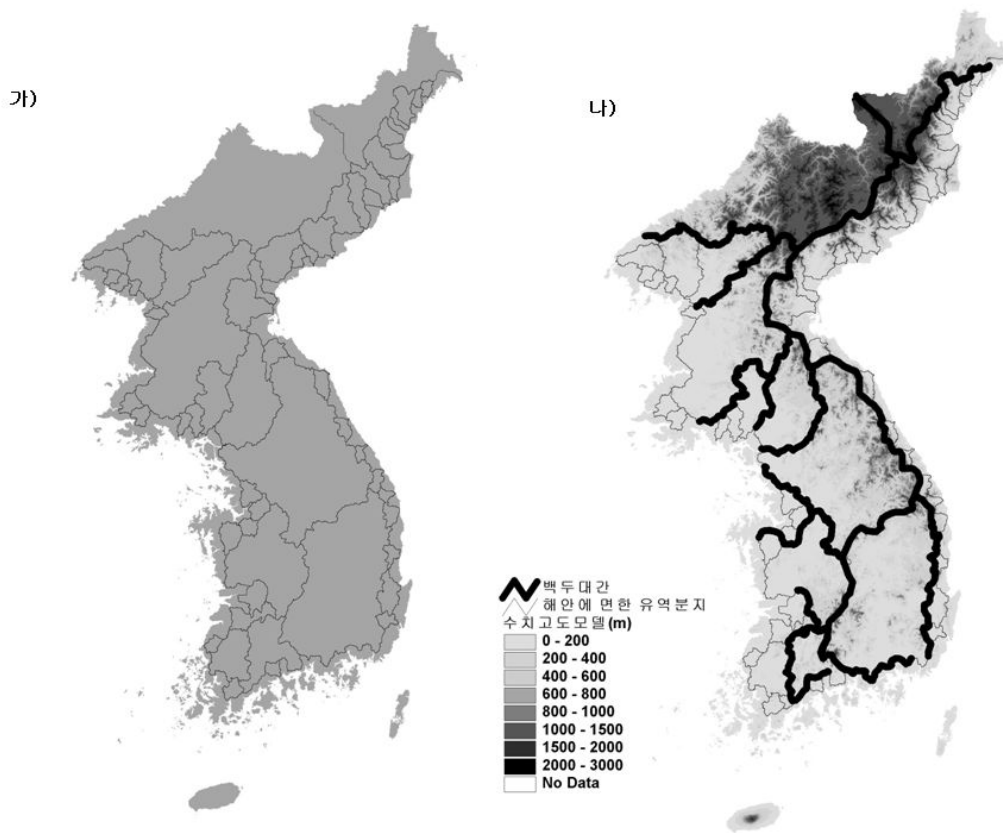 가)
나)
百두대간
해안에 면한 유역분지
수치고도모델(m)
0 - 200
200 - 400
400 - 600
600 - 800
800 - 1000
1000 - 1500
1500 - 2000
2000 - 3000
No Data